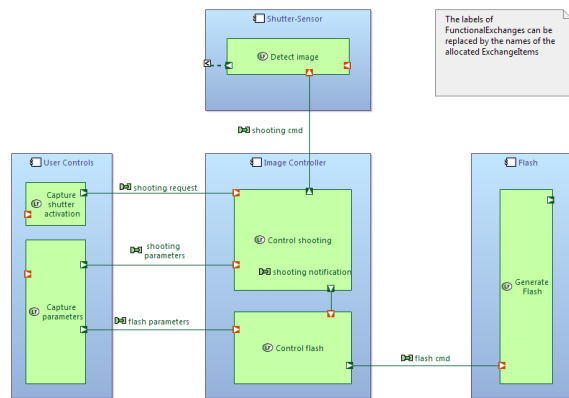 Shutter-Sensor
The labels of
FunctionalExchanges can be
replaced by the names of the
allocated ExchangeItems
Detect image
shooting cmd
User Controls
Image Controller
Flash
Capture
shutter
activation
shooting request
Control shooting
shooting
parameters
shooting notification
Capture
parameters
Generate
Flash
flash parameters
Control flash
flash cmd